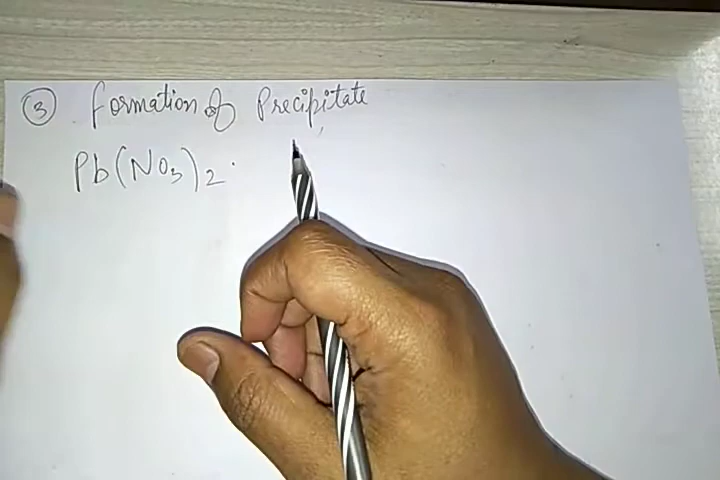 ③ Formation of Precipitate
Pb(NO₃)₂